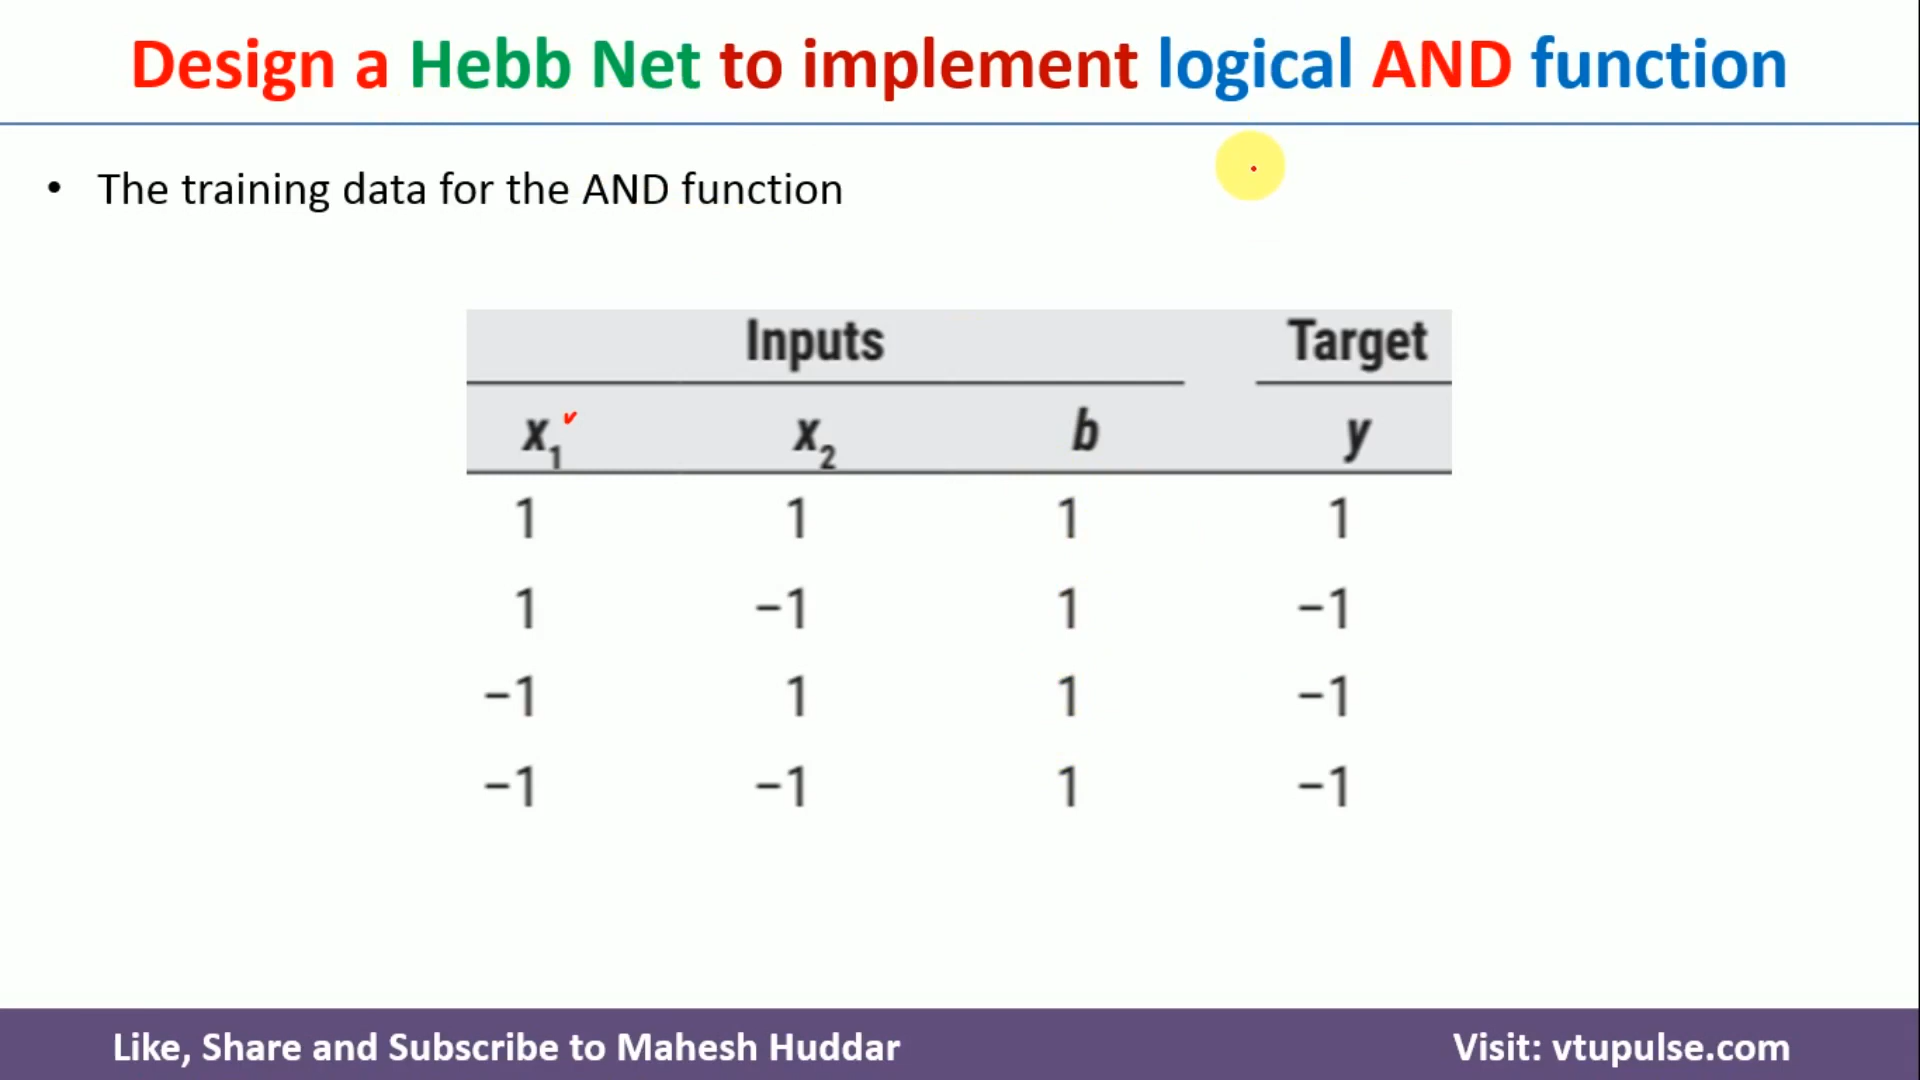 Design a Hebb Net to implement logical AND function
• The training data for the AND function
Inputs Target
x₁ x₂ b y
1 1 1 1
1 −1 1 −1
−1 1 1 −1
−1 −1 1 −1
Like, Share and Subscribe to Mahesh Huddar Visit: vtupulse.com